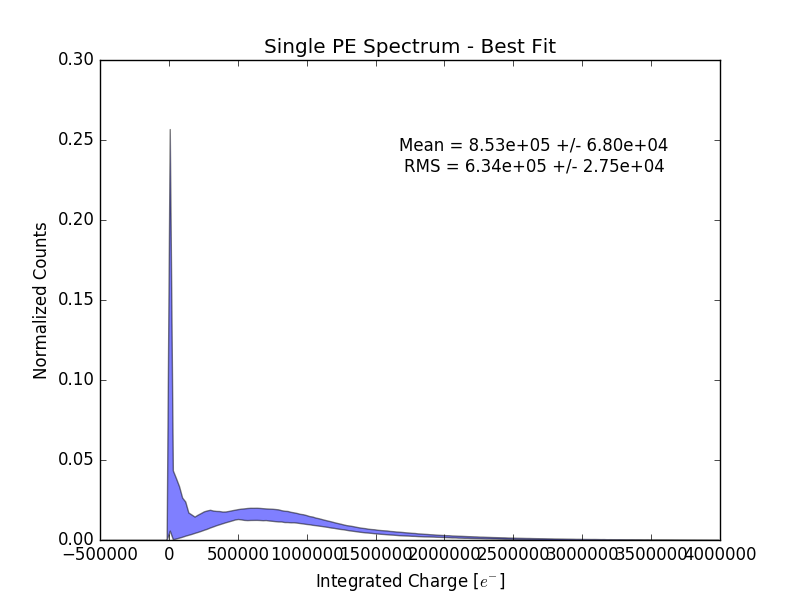 Single PE Spectrum - Best Fit
0.30
0.25
Mean = 8.53e+05 +/- 6.80e+04
RMS = 6.34e+05 +/- 2.75e+04
0.20
Normalized Counts
0.15
0.10
0.05
0.00
−500000 0 500000 1000000 1500000 2000000 2500000 3000000 3500000 4000000
Integrated Charge [e⁻]